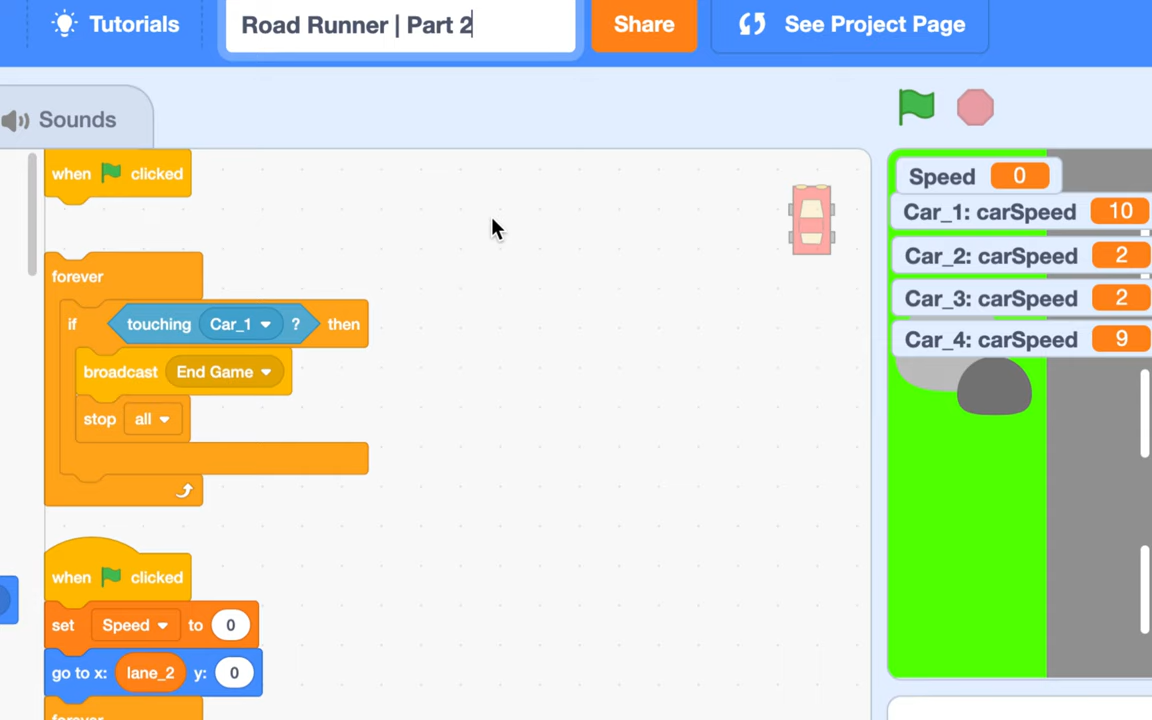 Tutorials
Road Runner | Part 2
Share
See Project Page
Sounds
when clicked
forever
if touching Car_1 ? then
broadcast End Game
stop all
when clicked
set Speed to 0
go to x: lane_2 y: 0
forever
Speed 0
Car_1: carSpeed 10
Car_2: carSpeed 2
Car_3: carSpeed 2
Car_4: carSpeed 9